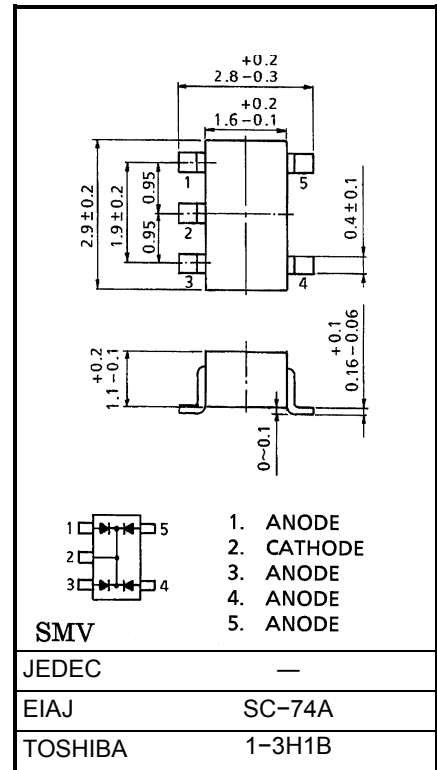 +0.2
2.8−0.3
+0.2
1.6−0.1
1
5
2
3
4
2.9±0.2
1.9±0.2
0.95
0.95
0.4±0.1
+0.2
1.1−0.1
+0.1
0.16−0.06
0~0.1
1
5
2
3
4
1. ANODE
2. CATHODE
3. ANODE
4. ANODE
5. ANODE
SMV
JEDEC —
EIAJ SC−74A
TOSHIBA 1−3H1B